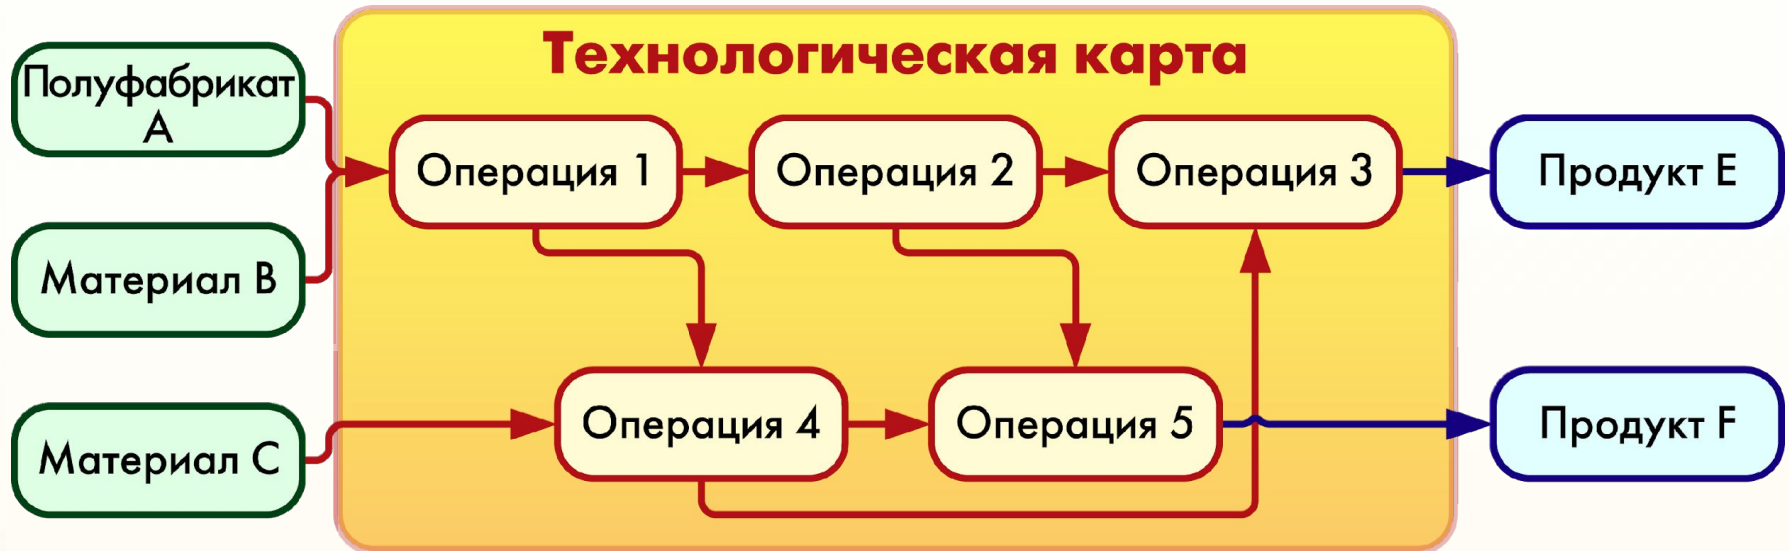 Технологическая карта
Полуфабрикат
А
Материал В
Материал С
Операция 1
Операция 2
Операция 3
Операция 4
Операция 5
Продукт Е
Продукт F